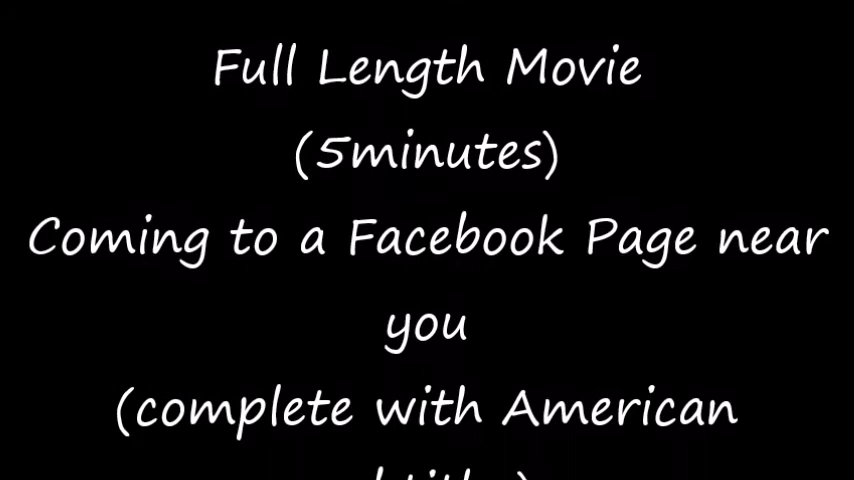 Full Length Movie
(5minutes)
Coming to a Facebook Page near
you
(complete with American